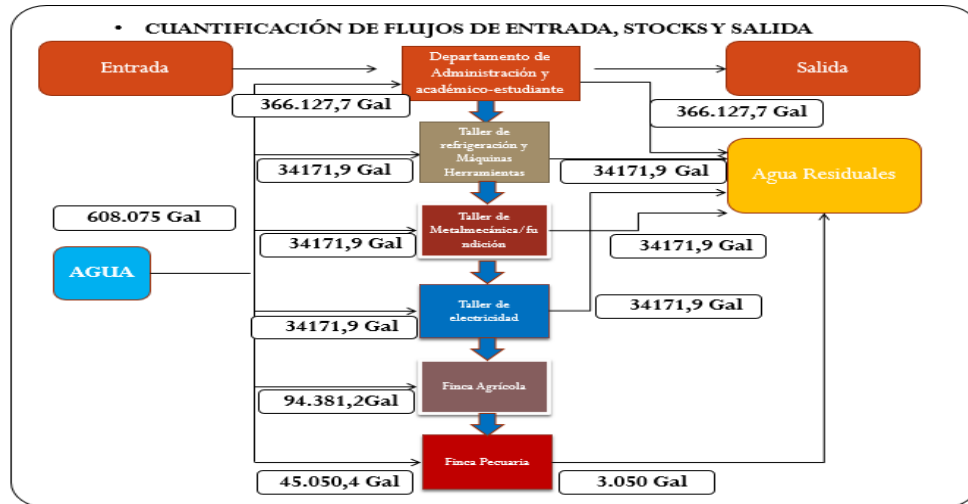 • CUANTIFICACIÓN DE FLUJOS DE ENTRADA, STOCKS Y SALIDA
Entrada
Departamento de
Administración y
académico-estudiante
Salida
366.127,7 Gal
366.127,7 Gal
Taller de
refrigeración y
Máquinas
Herramientas
34171,9 Gal
34171,9 Gal
Agua Residuales
608.075 Gal
Taller de
Metalmecánica/fu
ndición
34171,9 Gal
34171,9 Gal
AGUA
Taller de
electricidad
34171,9 Gal
34171,9 Gal
Finca Agrícola
94.381,2Gal
Finca Pecuaria
45.050,4 Gal
3.050 Gal